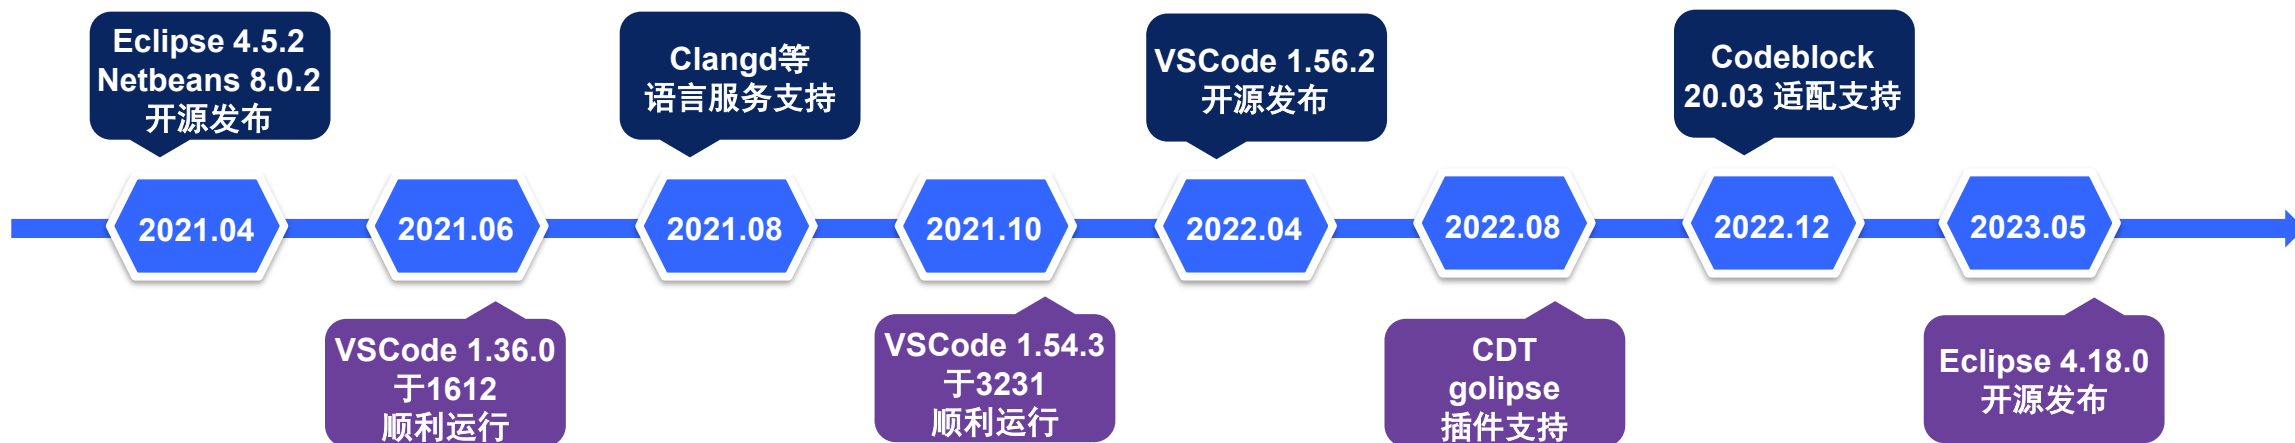 Eclipse 4.5.2
Netbeans 8.0.2
开源发布
Clangd等
语言服务支持
VSCode 1.56.2
开源发布
Codeblock
20.03 适配支持
2021.04
2021.06
2021.08
2021.10
2022.04
2022.08
2022.12
2023.05
VSCode 1.36.0
于1612
顺利运行
VSCode 1.54.3
于3231
顺利运行
CDT
golipse
插件支持
Eclipse 4.18.0
开源发布